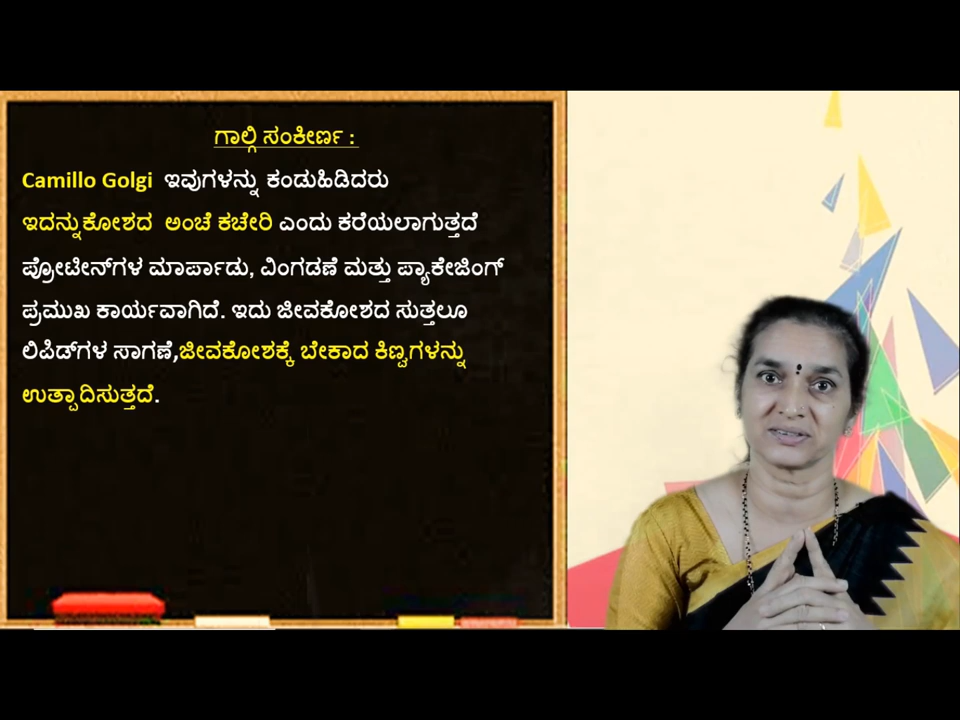 ಗಾಲ್ಗಿ ಸಂಕೀರ್ಣ :
Camillo Golgi ಇವುಗಳನ್ನು ಕಂಡುಹಿಡಿದರು
ಇದನ್ನುಕೋಶದ ಅಂಚೆ ಕಚೇರಿ ಎಂದು ಕರೆಯಲಾಗುತ್ತದೆ
ಪ್ರೋಟೀನ್‌ಗಳ ಮಾರ್ಪಾಡು, ವಿಂಗಡಣೆ ಮತ್ತು ಪ್ಯಾಕೇಜಿಂಗ್
ಪ್ರಮುಖ ಕಾರ್ಯವಾಗಿದೆ. ಇದು ಜೀವಕೋಶದ ಸುತ್ತಲೂ
ಲಿಪಿಡ್‌ಗಳ ಸಾಗಣೆ,ಜೀವಕೋಶಕ್ಕೆ ಬೇಕಾದ ಕಿಣ್ವಗಳನ್ನು
ಉತ್ಪಾದಿಸುತ್ತದೆ.